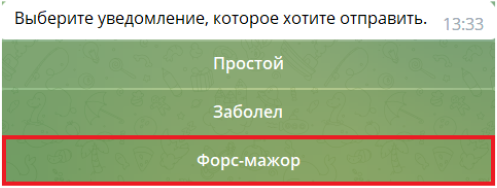 Выберите уведомление, которое хотите отправить. 13:33
Простой
Заболел
Форс-мажор